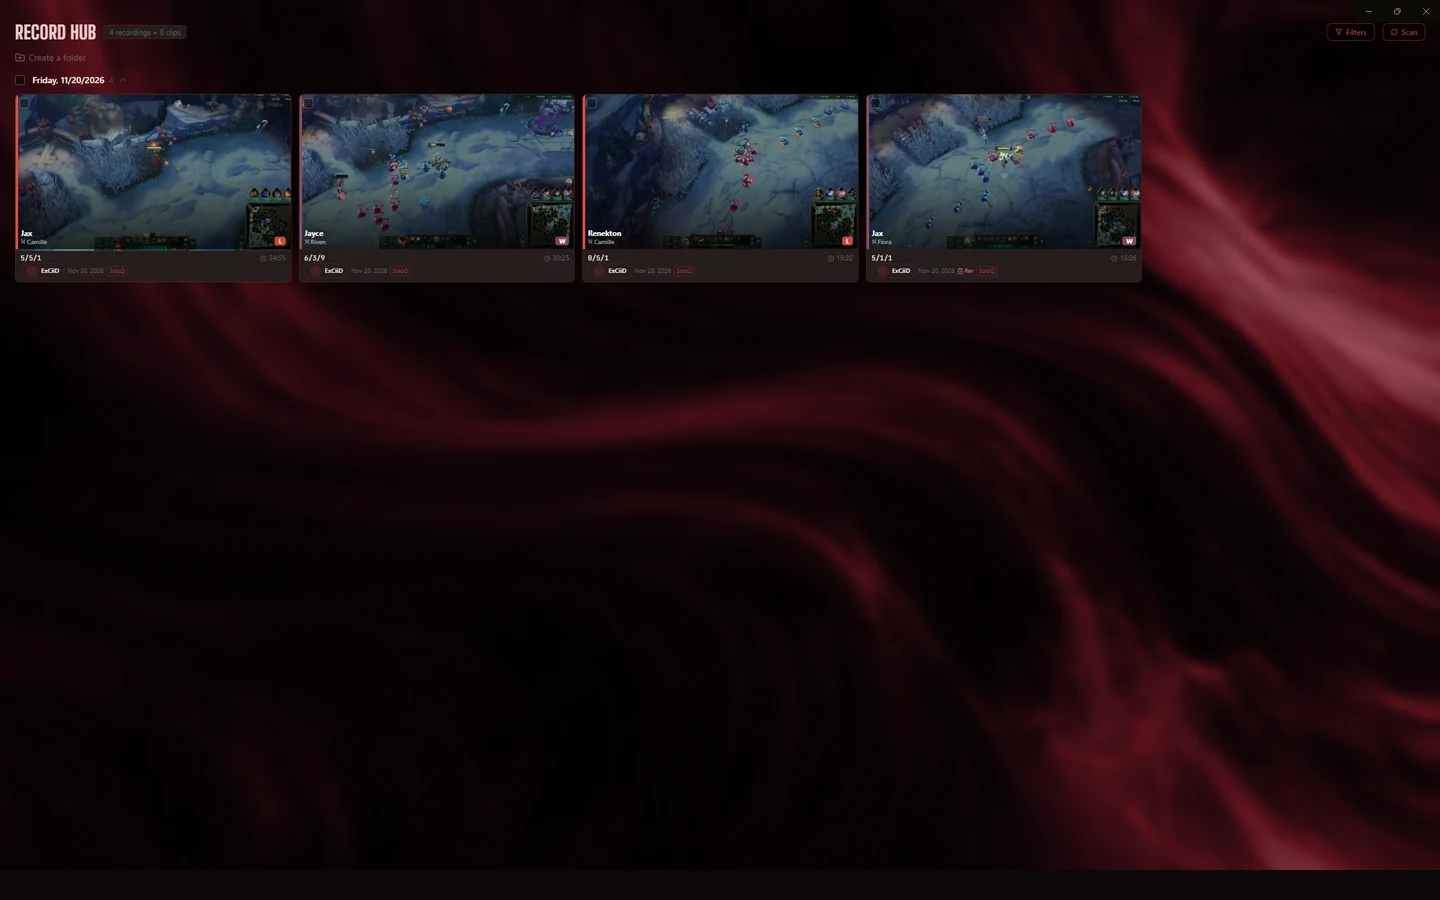 RECORD HUB
4 recordings + 0 clips
Filters
Scan
Create a folder
Friday, 11/20/2026
Jax
Camille
L
5/5/1
24:55
ExCiiD
Nov 20, 2026
SoloQ
Jayce
Riven
W
6/3/9
30:25
ExCiiD
Nov 20, 2026
SoloQ
Renekton
Camille
L
0/5/1
15:20
ExCiiD
Nov 20, 2026
SoloQ
Jax
Fiora
W
5/1/1
15:26
ExCiiD
Nov 20, 2026
Rev
SoloQ